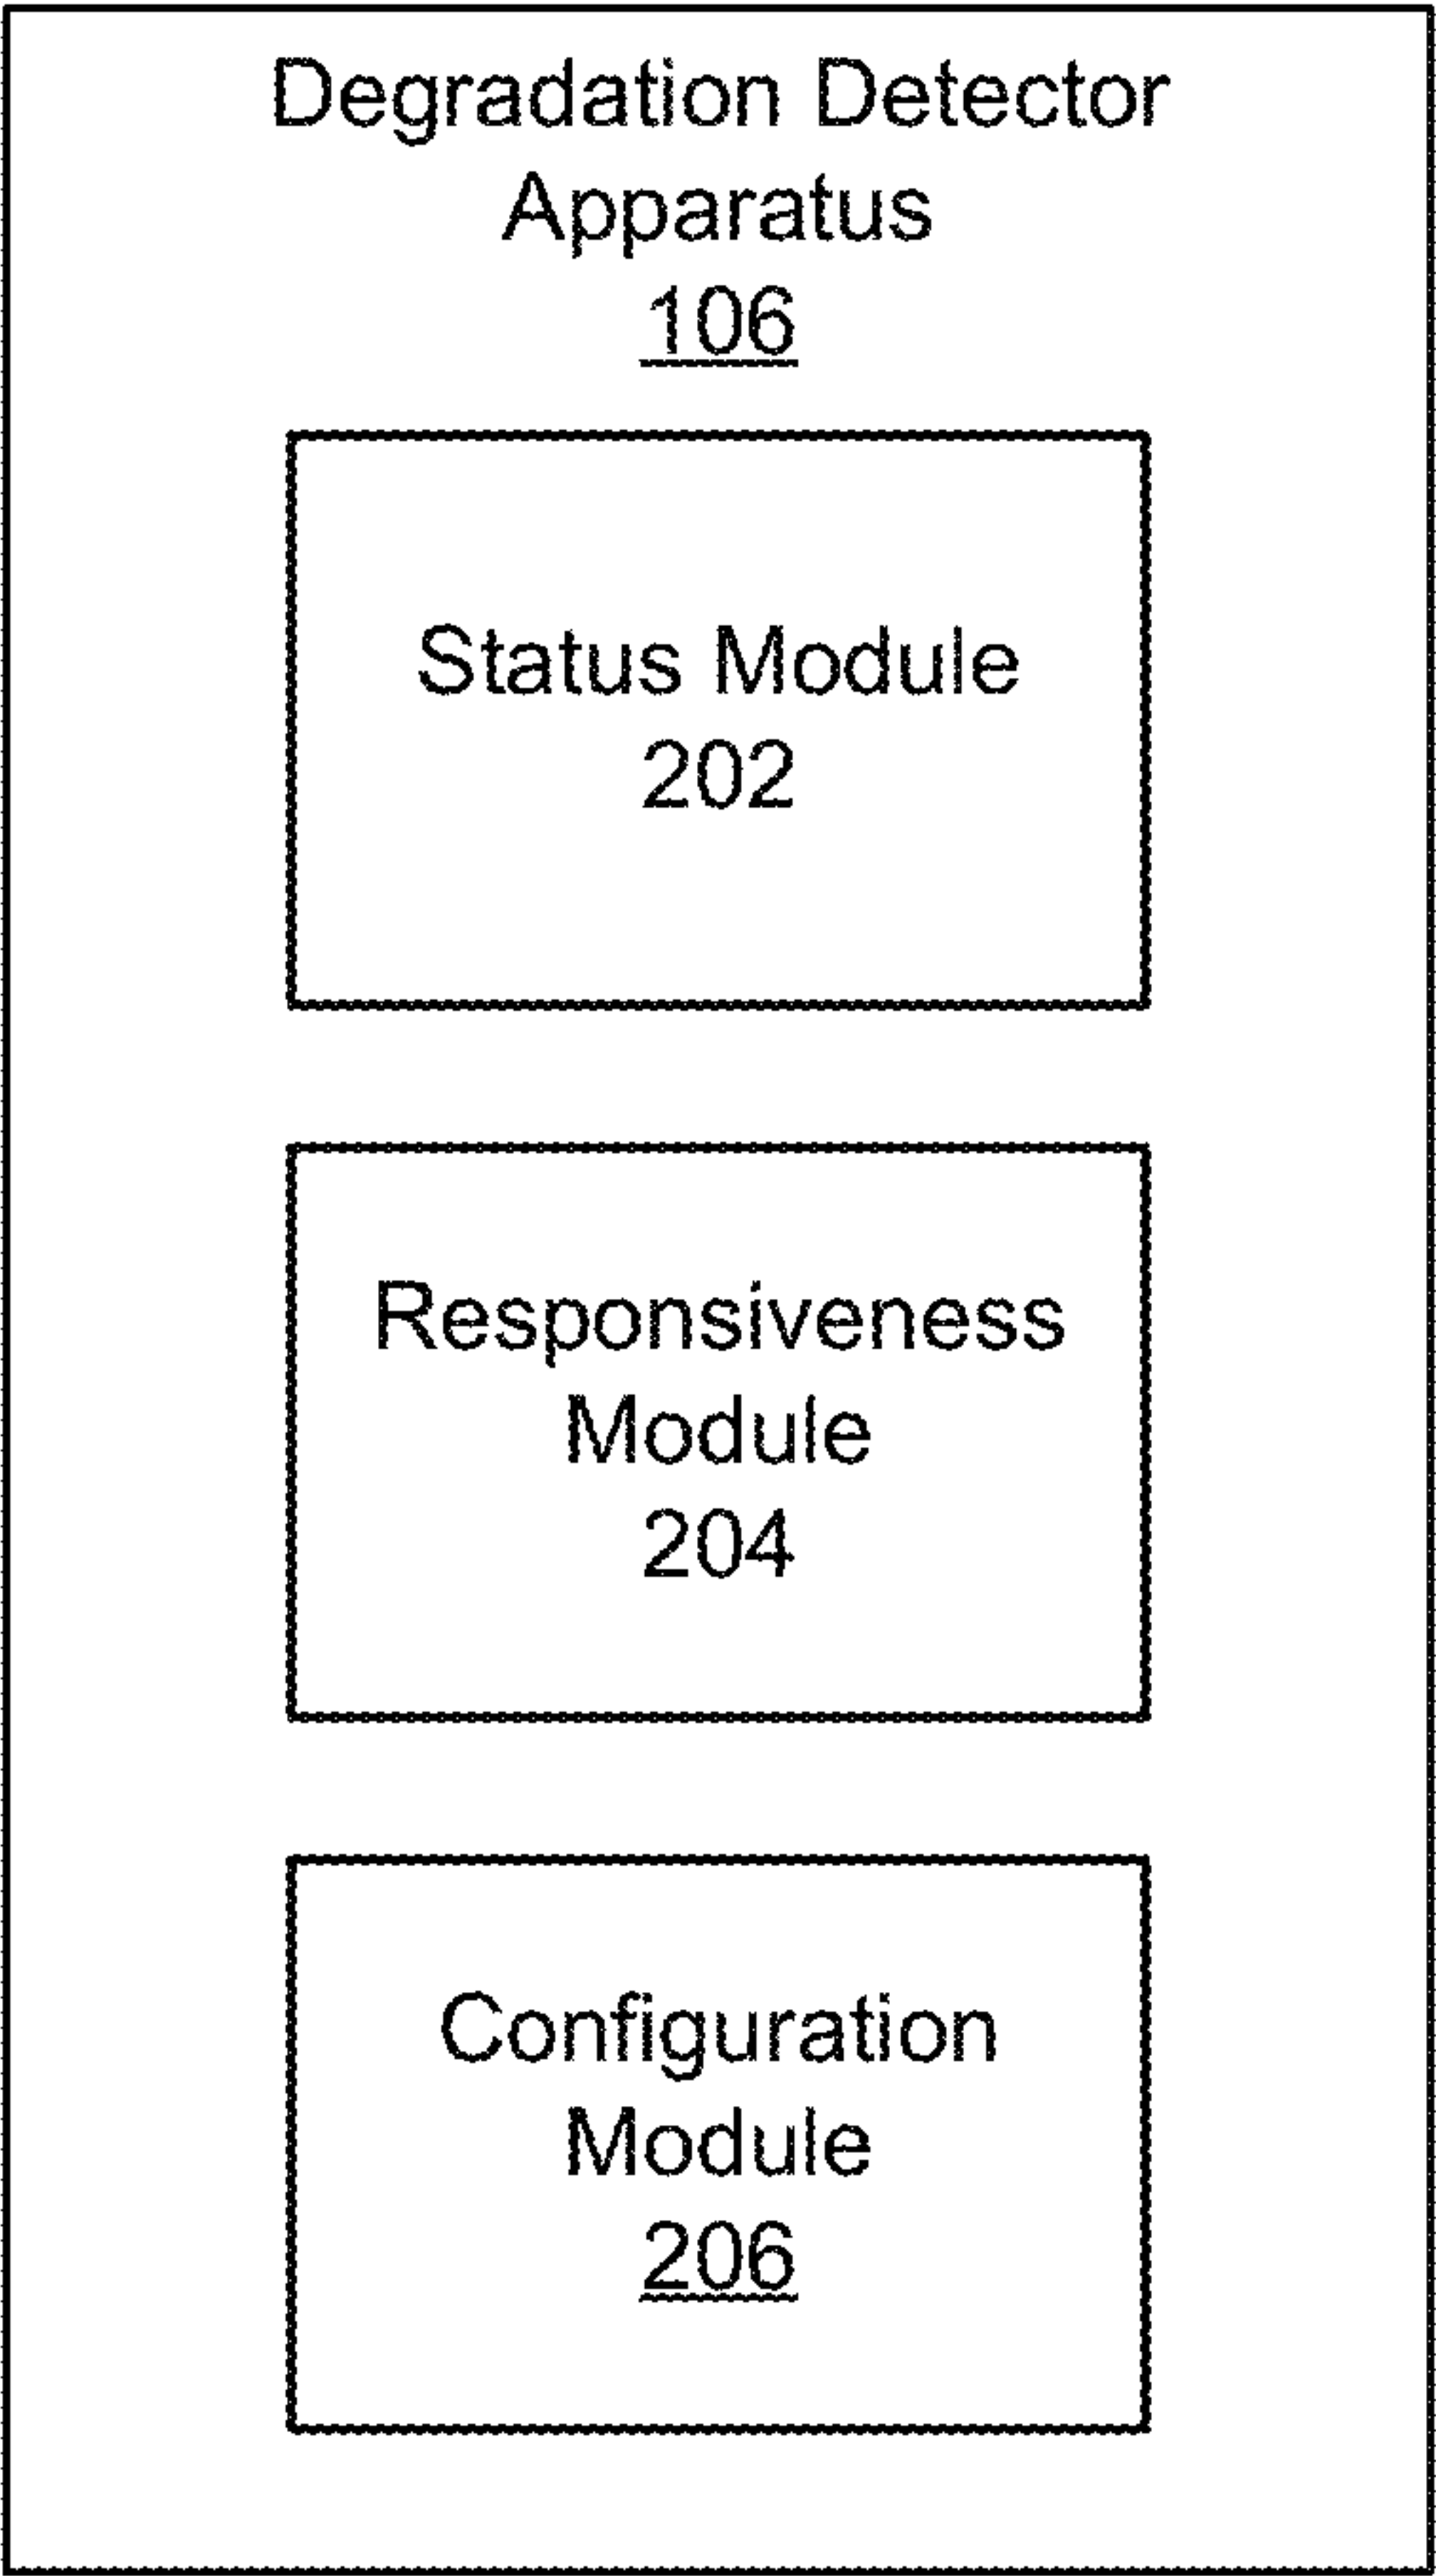 Degradation Detector
Apparatus
106
Status Module
202
Responsiveness
Module
204
Configuration
Module
206